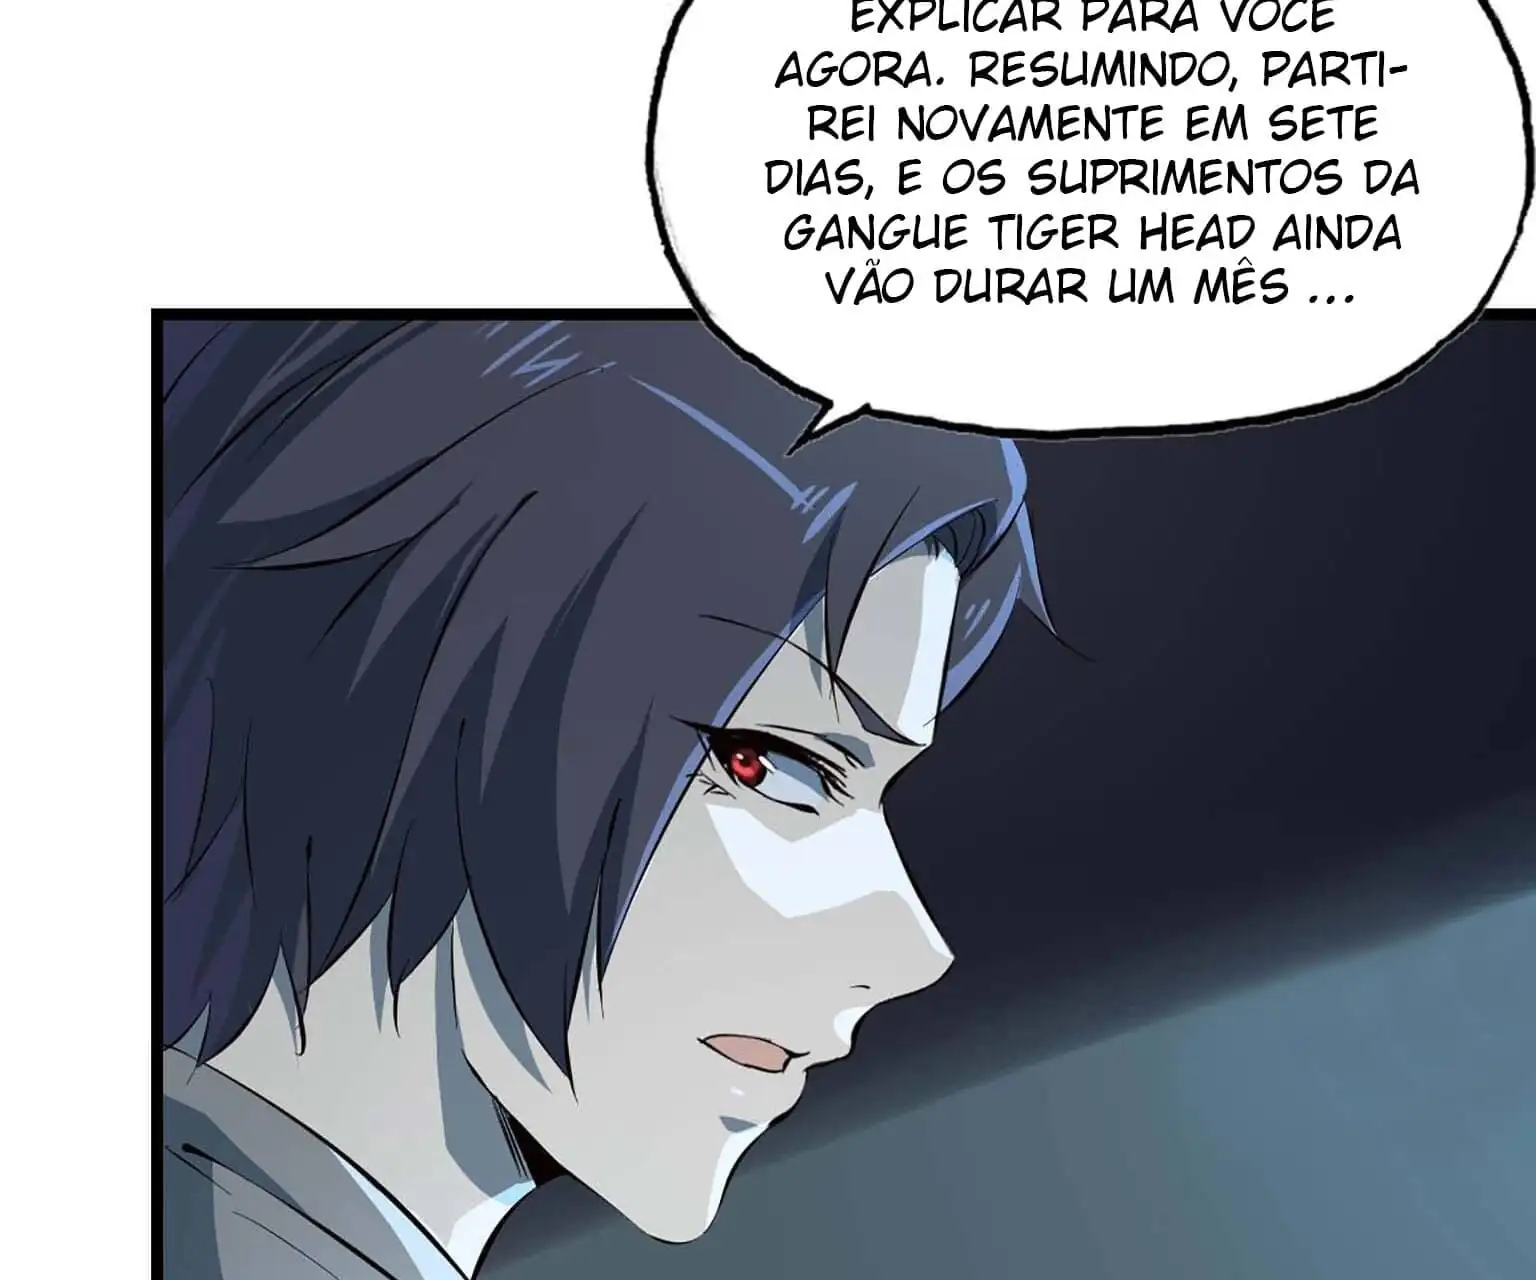 EXPLICAR PARA VOCÊ
AGORA. RESUMINDO, PARTI-
REI NOVAMENTE EM SETE
DIAS, E OS SUPRIMENTOS DA
GANGUE TIGER HEAD AINDA
VÃO DURAR UM MÊS ...